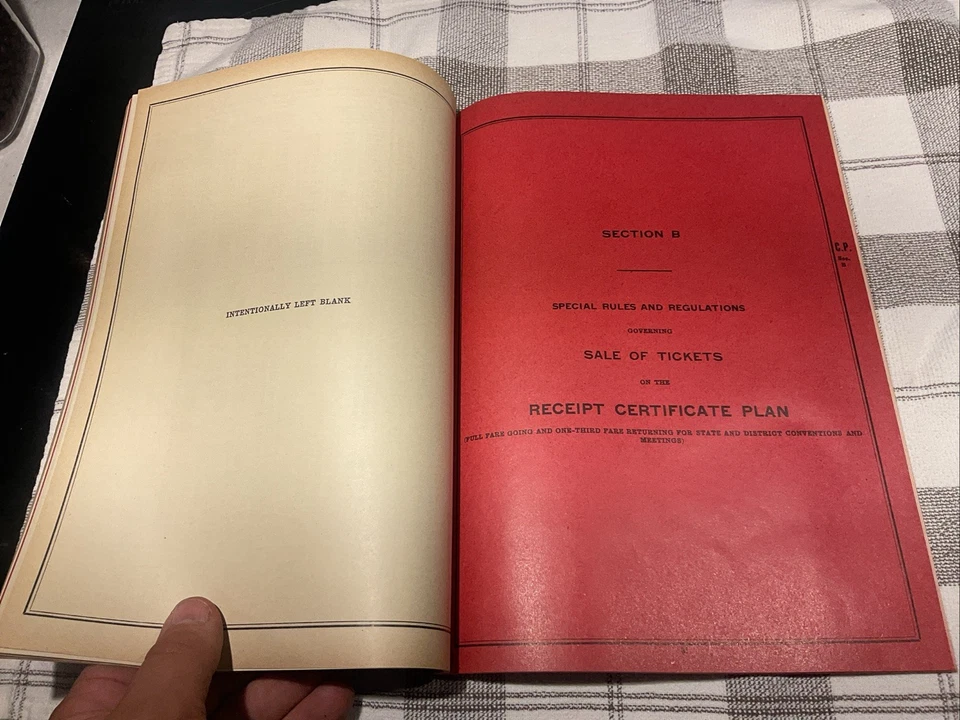 INTENTIONALLY LEFT BLANK
SECTION B
SPECIAL RULES AND REGULATIONS
GOVERNING
SALE OF TICKETS
ON THE
RECEIPT CERTIFICATE PLAN
(FULL FARE GOING AND ONE-THIRD FARE RETURNING FOR STATE AND DISTRICT CONVENTIONS AND
MEETINGS)
C.P.
Sec.
B